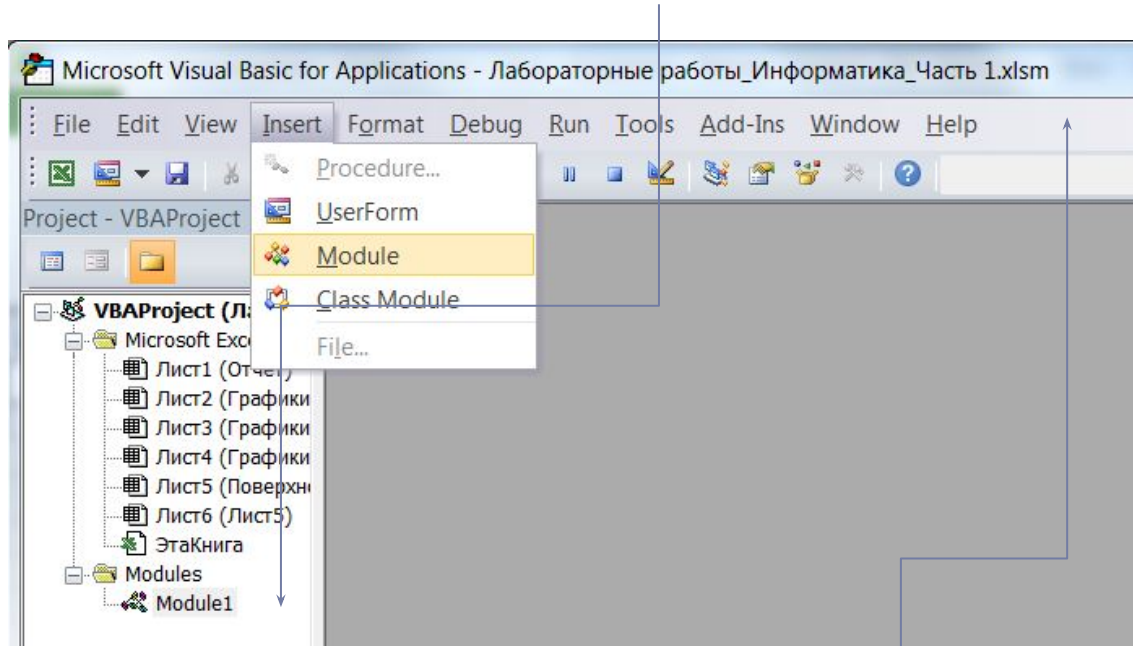 Microsoft Visual Basic for Applications - Лабораторные работы_Информатика_Часть 1.xlsm
File Edit View Insert Format Debug Run Tools Add-Ins Window Help
Procedure...
Project - VBAProject
UserForm
Module
Class Module
VBAProject (Ла
Microsoft Exc
File...
Лист1 (Отчет)
Лист2 (Графики
Лист3 (Графики
Лист4 (Графики
Лист5 (Поверхн
Лист6 (Лист5)
ЭтаКнига
Modules
Module1